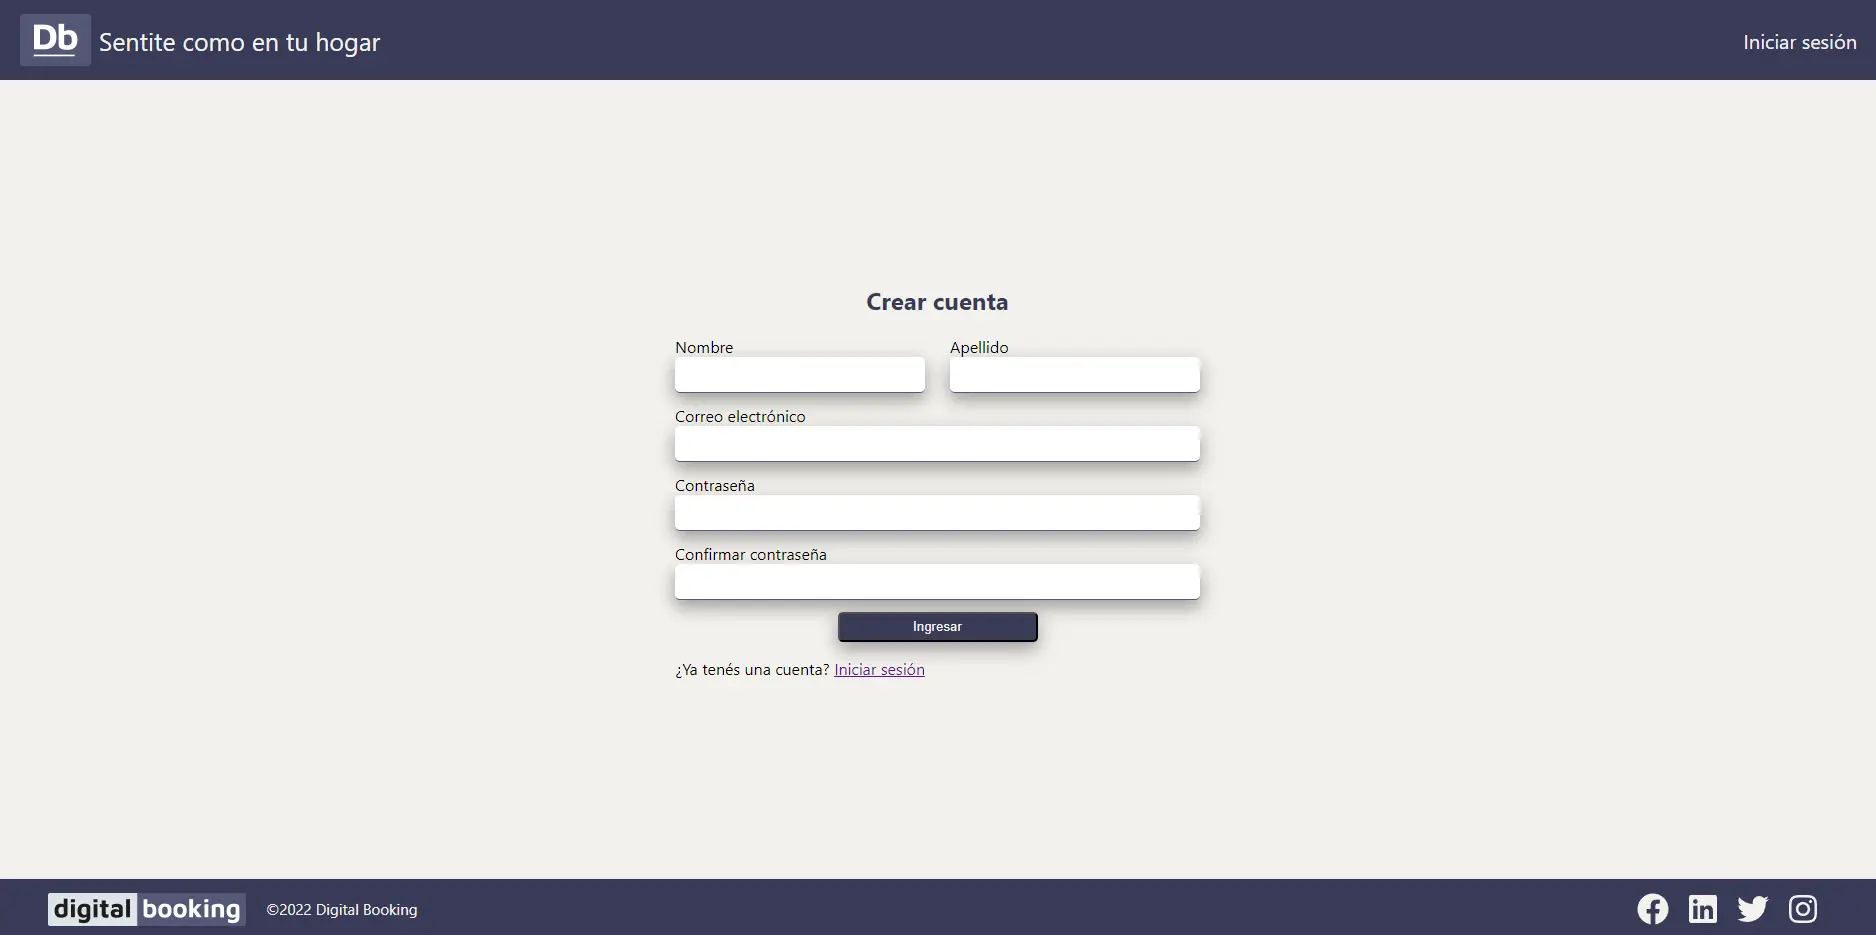 Db Sentite como en tu hogar Iniciar sesión
Crear cuenta
Nombre Apellido
Correo electrónico
Contraseña
Confirmar contraseña
Ingresar
¿Ya tenés una cuenta? Iniciar sesión
digital booking ©2022 Digital Booking